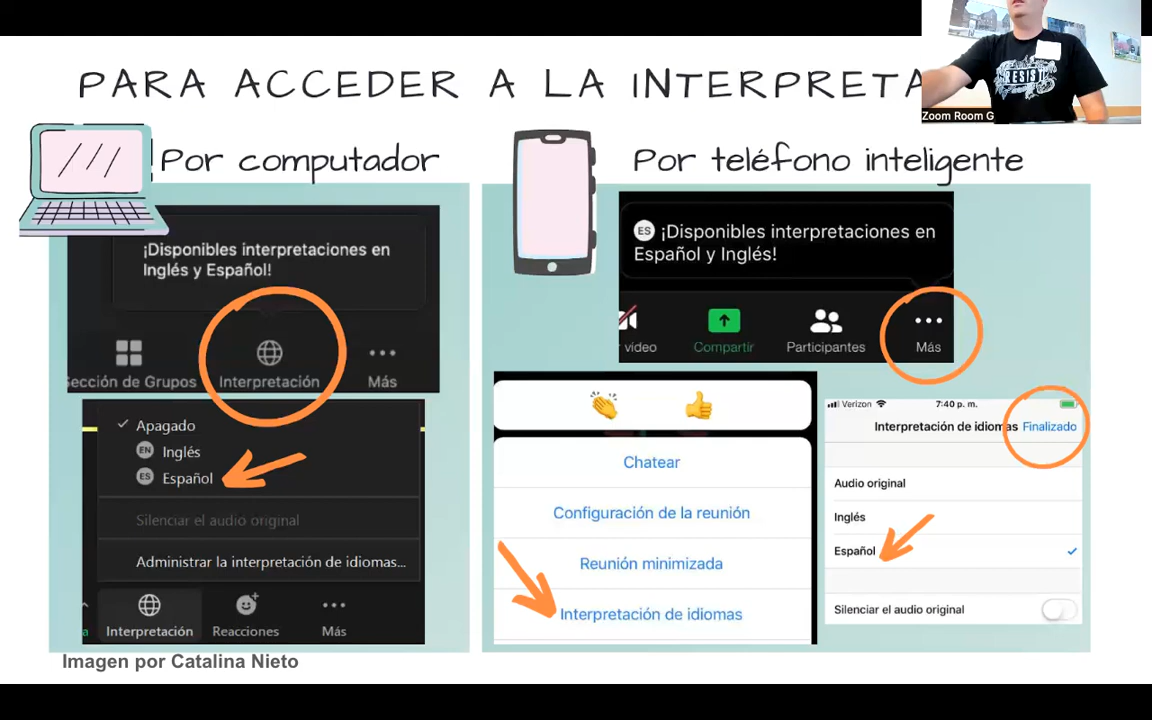 PARA ACCEDER A LA INTERPRETA
RESIST
Zoom Room G
Por computador
¡Disponibles interpretaciones en
Inglés y Español!
Sección de Grupos
Interpretación
Más
Apagado
EN Inglés
ES Español
Silenciar el audio original
Administrar la interpretación de idiomas...
Interpretación
Reacciones
Más
Por teléfono inteligente
ES ¡Disponibles interpretaciones en
Español y Inglés!
video
Compartir
Participantes
Más
Chatear
Configuración de la reunión
Reunión minimizada
Interpretación de idiomas
Verizon 7:40 p. m.
Interpretación de idiomas Finalizado
Audio original
Inglés
Español
Silenciar el audio original
Imagen por Catalina Nieto